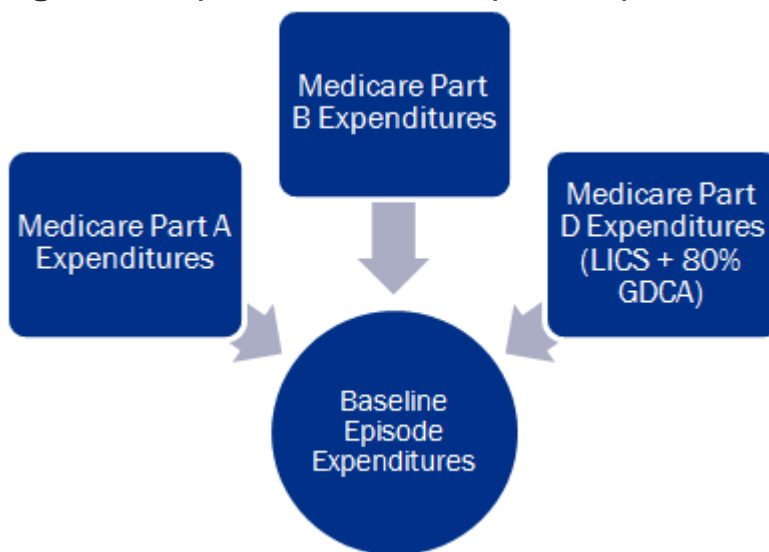 Medicare Part
B Expenditures
Medicare Part A
Expenditures
Medicare Part
D Expenditures
(LICS + 80%
GDCA)
Baseline
Episode
Expenditures